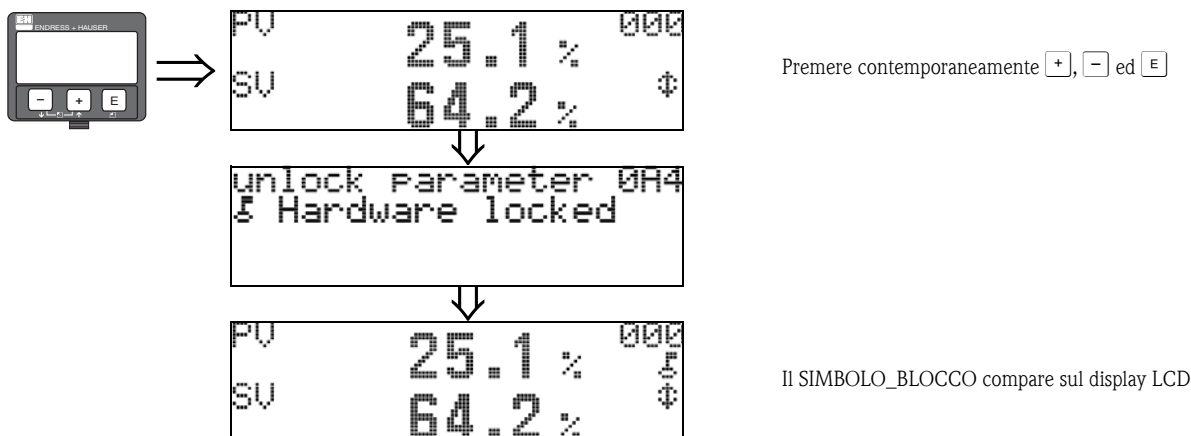 EH
ENDRESS + HAUSER
- + E
PV 25.1 % 000
SV 64.2 %
Premere contemporaneamente +, - ed E
unlock parameter 0A4
Hardware locked
PV 25.1 % 000
SV 64.2 %
Il SIMBOLO_BLOCCO compare sul display LCD